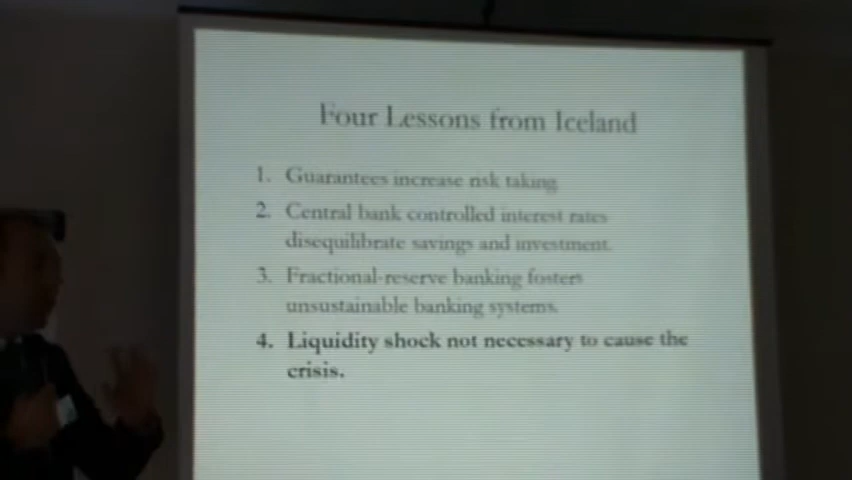 Four Lessons from Iceland
1. Guarantees increase risk taking
2. Central bank controlled interest rates
disequilibrate savings and investment.
3. Fractional-reserve banking fosters
unsustainable banking systems.
4. Liquidity shock not necessary to cause the
crisis.